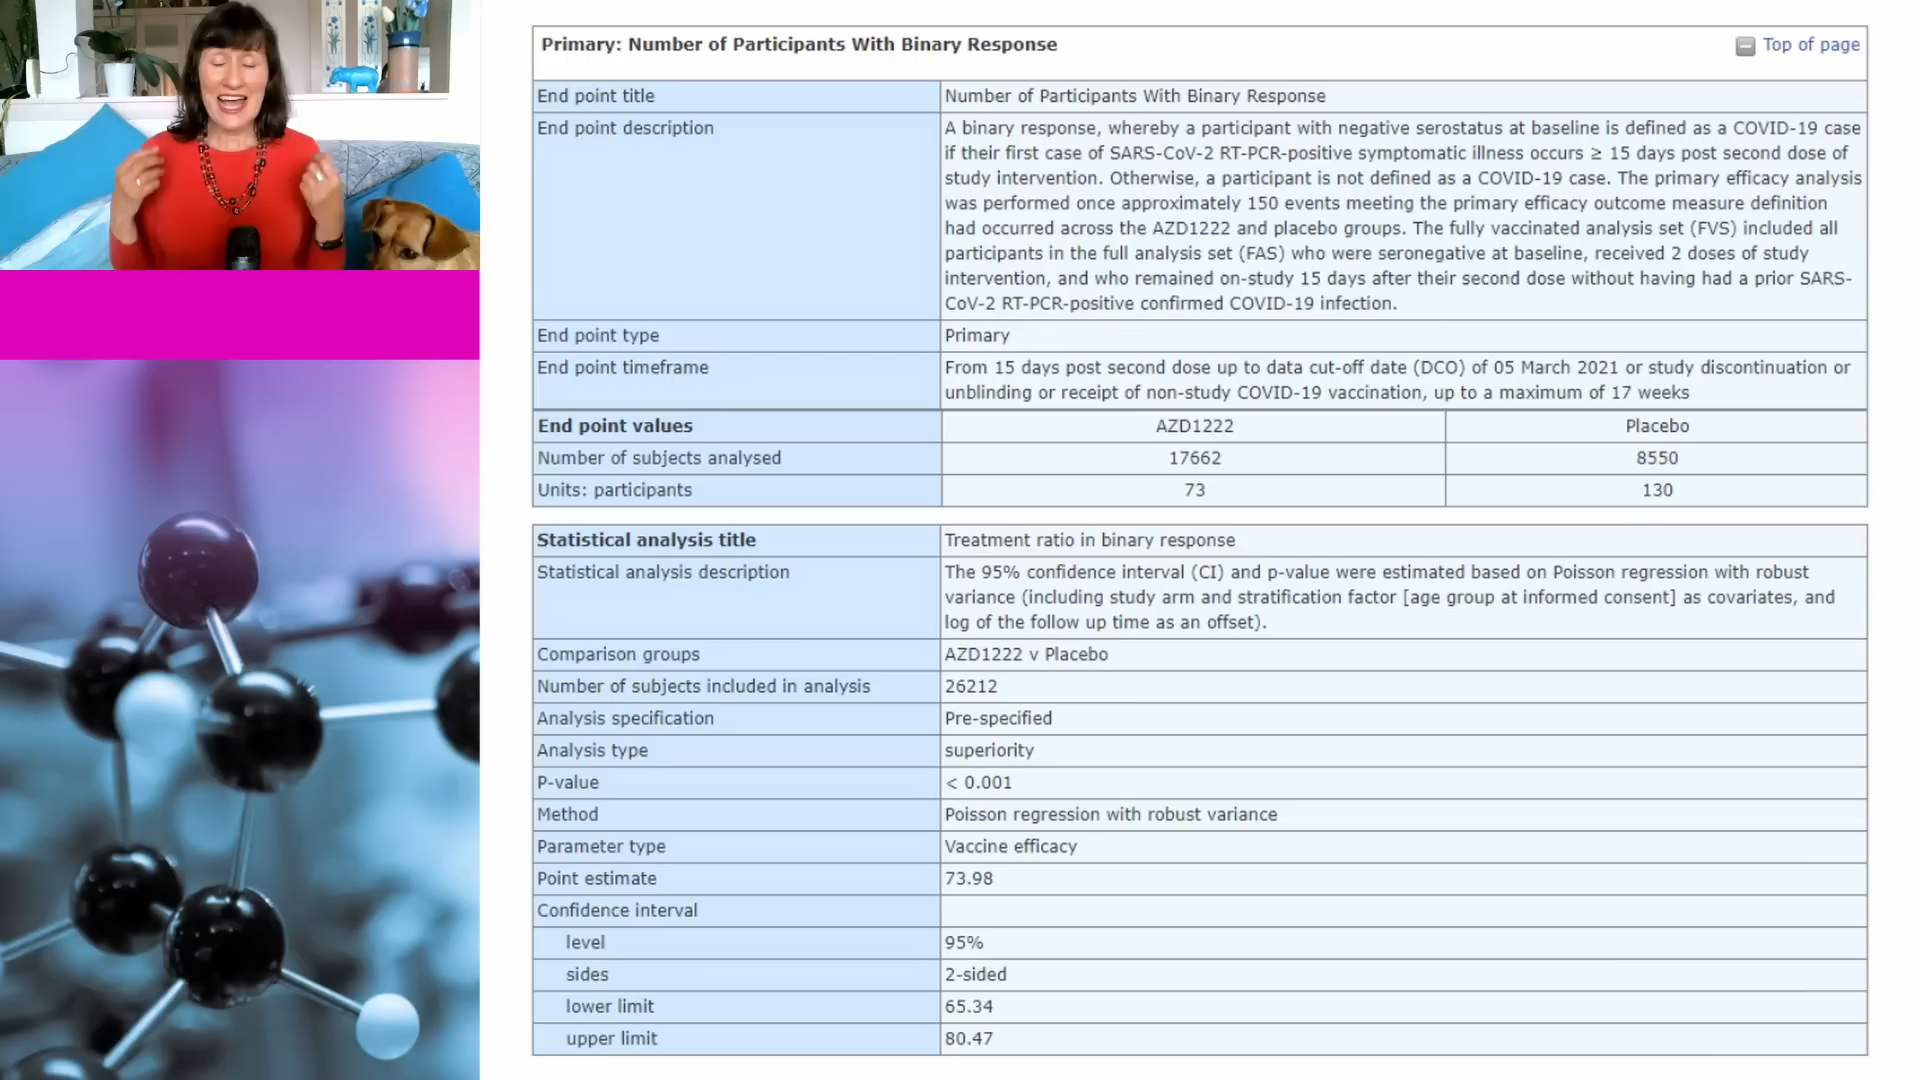 Primary: Number of Participants With Binary Response
Top of page
End point title
Number of Participants With Binary Response
End point description
A binary response, whereby a participant with negative serostatus at baseline is defined as a COVID-19 case
if their first case of SARS-CoV-2 RT-PCR-positive symptomatic illness occurs ≥ 15 days post second dose of
study intervention. Otherwise, a participant is not defined as a COVID-19 case. The primary efficacy analysis
was performed once approximately 150 events meeting the primary efficacy outcome measure definition
had occurred across the AZD1222 and placebo groups. The fully vaccinated analysis set (FVS) included all
participants in the full analysis set (FAS) who were seronegative at baseline, received 2 doses of study
intervention, and who remained on-study 15 days after their second dose without having had a prior SARS-
CoV-2 RT-PCR-positive confirmed COVID-19 infection.
End point type
Primary
End point timeframe
From 15 days post second dose up to data cut-off date (DCO) of 05 March 2021 or study discontinuation or
unblinding or receipt of non-study COVID-19 vaccination, up to a maximum of 17 weeks
End point values AZD1222 Placebo
Number of subjects analysed 17662 8550
Units: participants 73 130
Statistical analysis title
Treatment ratio in binary response
Statistical analysis description
The 95% confidence interval (CI) and p-value were estimated based on Poisson regression with robust
variance (including study arm and stratification factor [age group at informed consent] as covariates, and
log of the follow up time as an offset).
Comparison groups AZD1222 v Placebo
Number of subjects included in analysis 26212
Analysis specification Pre-specified
Analysis type superiority
P-value < 0.001
Method Poisson regression with robust variance
Parameter type Vaccine efficacy
Point estimate 73.98
Confidence interval
level 95%
sides 2-sided
lower limit 65.34
upper limit 80.47